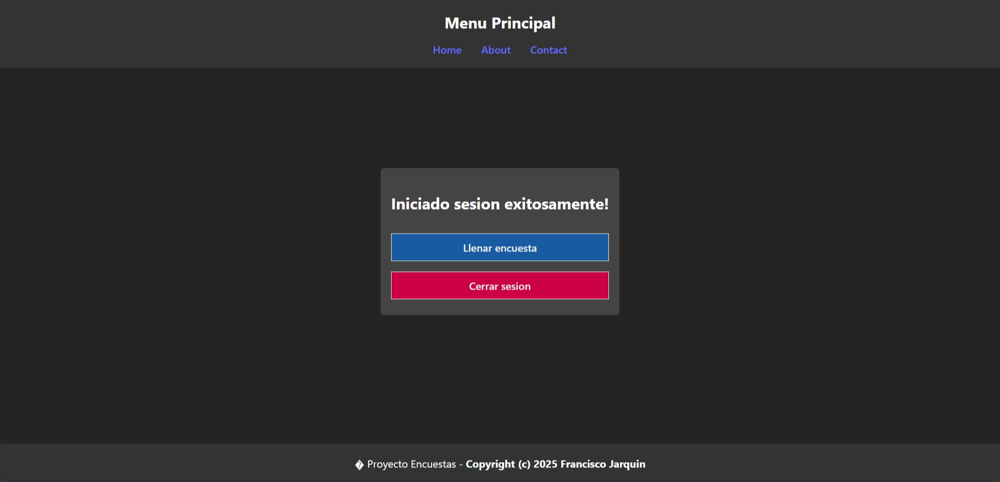 Menu Principal
Home About Contact
Iniciado sesion exitosamente!
Llenar encuesta
Cerrar sesion
� Proyecto Encuestas - Copyright (c) 2025 Francisco Jarquin